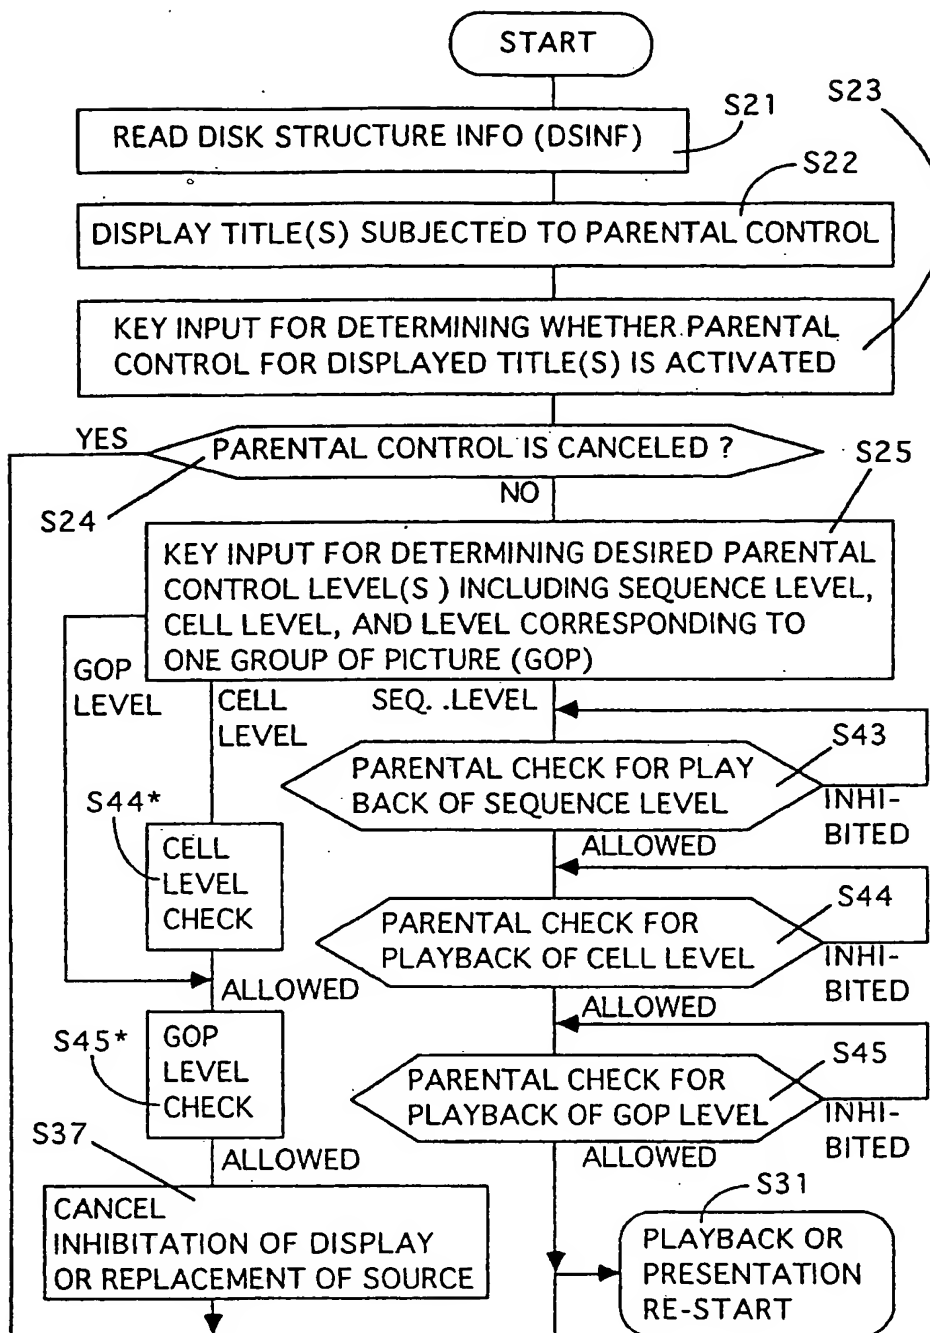 START
S21
S23
READ DISK STRUCTURE INFO (DSINF)
S22
DISPLAY TITLE(S) SUBJECTED TO PARENTAL CONTROL
KEY INPUT FOR DETERMINING WHETHER PARENTAL
CONTROL FOR DISPLAYED TITLE(S) IS ACTIVATED
YES
PARENTAL CONTROL IS CANCELED ?
S25
S24
NO
KEY INPUT FOR DETERMINING DESIRED PARENTAL
CONTROL LEVEL(S ) INCLUDING SEQUENCE LEVEL,
CELL LEVEL, AND LEVEL CORRESPONDING TO
ONE GROUP OF PICTURE (GOP)
GOP
LEVEL
CELL
LEVEL
SEQ. .LEVEL
S43
PARENTAL CHECK FOR PLAY
BACK OF SEQUENCE LEVEL
INHI-
BITED
ALLOWED
S44*
CELL
LEVEL
CHECK
S44
PARENTAL CHECK FOR
PLAYBACK OF CELL LEVEL
INHI-
BITED
ALLOWED
ALLOWED
S45*
GOP
LEVEL
CHECK
S45
PARENTAL CHECK FOR
PLAYBACK OF GOP LEVEL
INHI-
BITED
S37
ALLOWED
ALLOWED
CANCEL
INHIBITATION OF DISPLAY
OR REPLACEMENT OF SOURCE
S31
PLAYBACK OR
PRESENTATION
RE-START